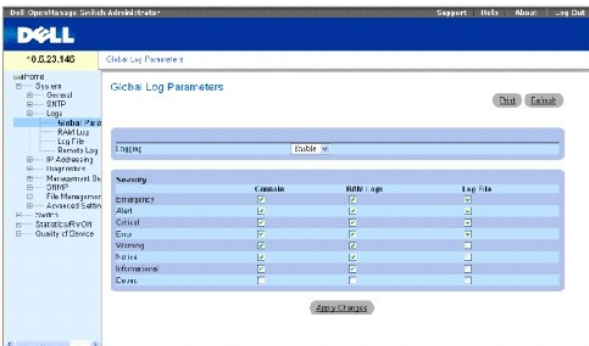 Dell OpenManage Switch Administrator
Support Help About Log Out
DELL
10.6.23.146
Global Log Parameters
Home
System
General
SNTP
Logs
Global Para
RAM Log
Log File
Remote Log
IP Addressing
Diagnostics
Management Se
SNMP
File Managemen
Advanced Settin
Switch
Statistics/RMON
Quality of Service
Global Log Parameters
Print Refresh
Logging Enable
Severity
Console RAM Logs Log File
Emergency
Alert
Critical
Error
Warning
Notice
Informational
Debug
Apply Changes